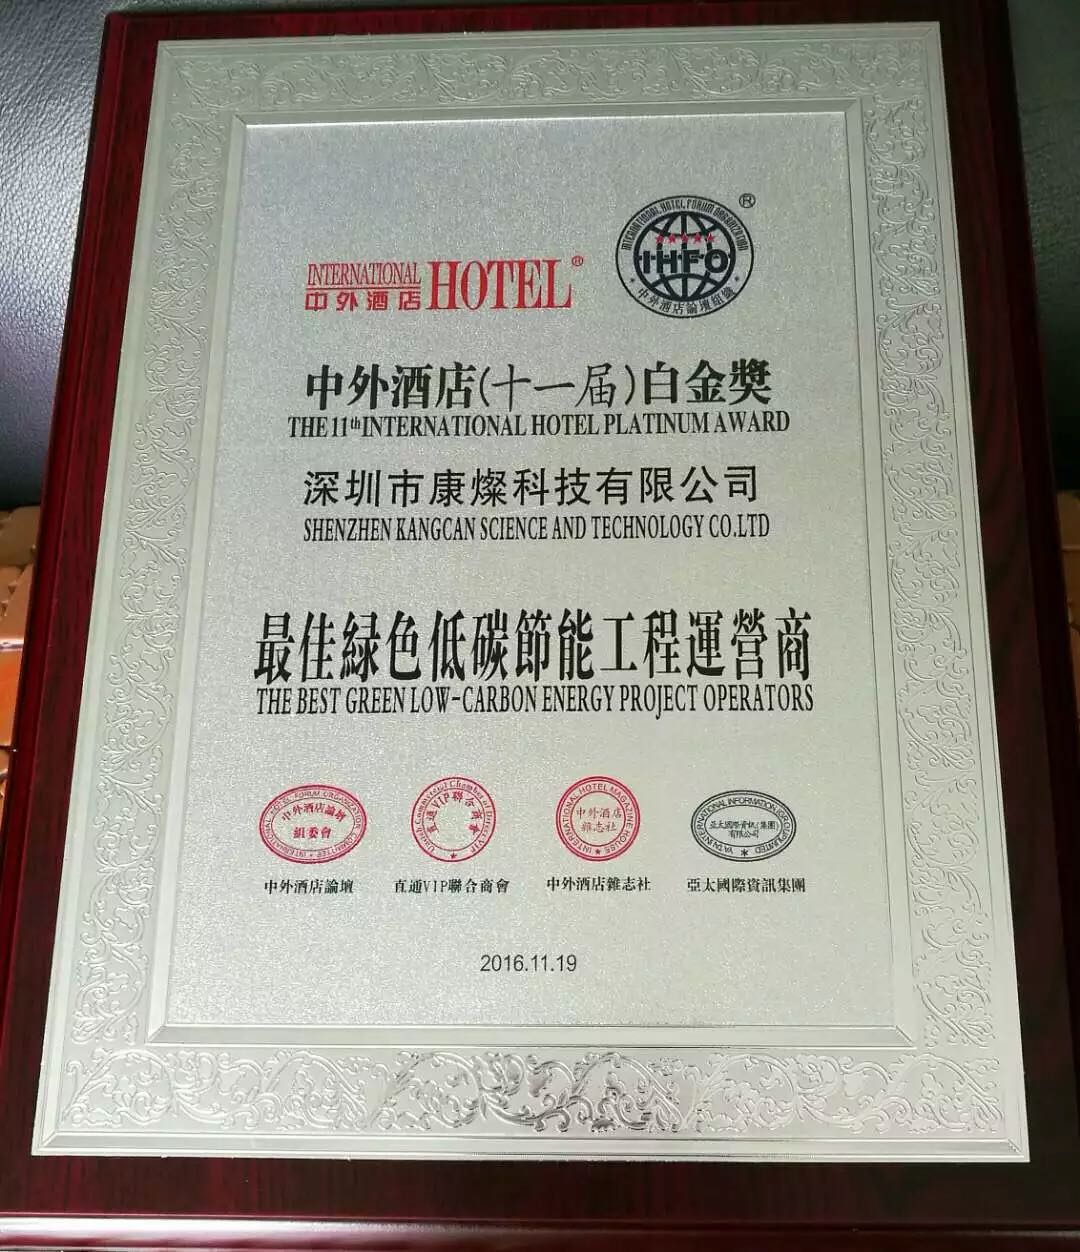 INTERNATIONAL HOTEL®
中外酒店
INTERNATIONAL HOTEL FORUM ORGANIZATION ®
IHFO
中外酒店論壇組織
中外酒店(十一届)白金獎
THE 11th INTERNATIONAL HOTEL PLATINUM AWARD
深圳市康燦科技有限公司
SHENZHEN KANGCAN SCIENCE AND TECHNOLOGY CO.LTD
最佳綠色低碳節能工程運營商
THE BEST GREEN LOW-CARBON ENERGY PROJECT OPERATORS
中外酒店論壇
組委會
直通VIP聯合商會
INTERNATIONAL HOTEL MAGAZINE HOUSE
中外酒店
雜志社
亞太國際資訊(集團)
有限公司
中外酒店論壇 直通VIP聯合商會 中外酒店雜志社 亞太國際資訊集團
2016.11.19